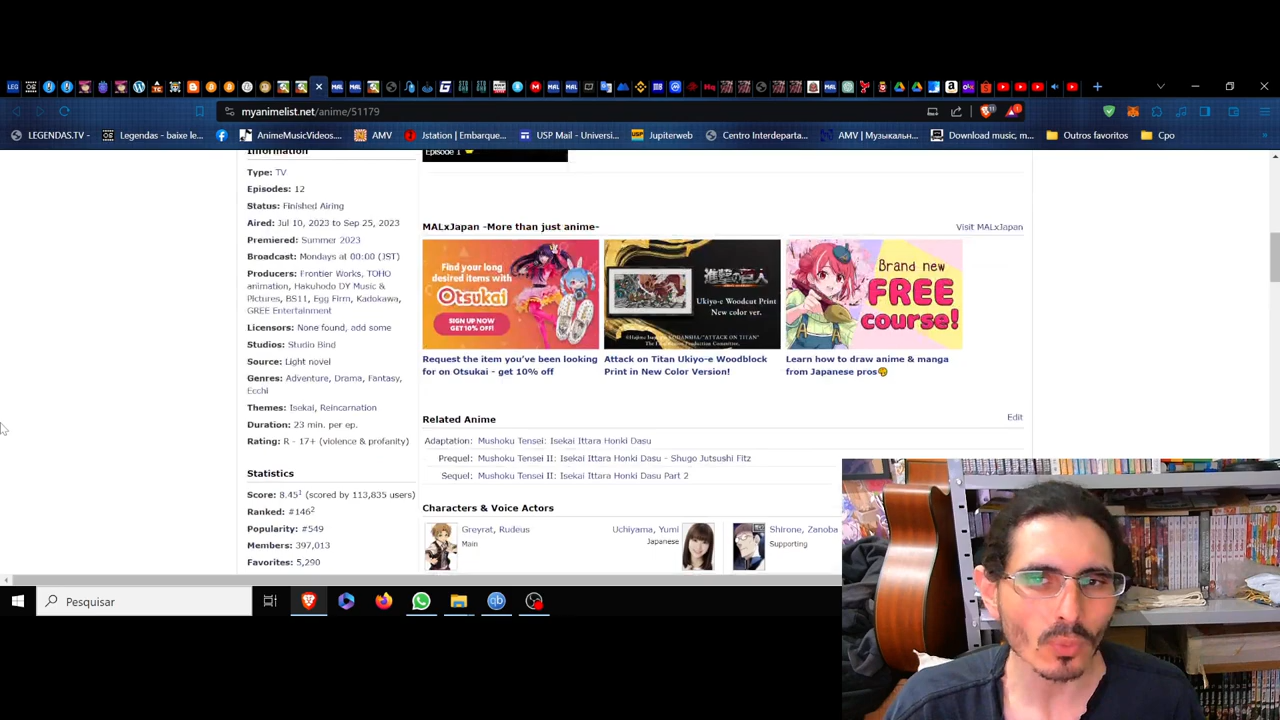 myanimelist.net/anime/51179
LEGENDAS.TV -
Legendas - baixe le...
AnimeMusicVideos....
AMV
Jstation | Embarque...
USP Mail - Universi...
Jupiterweb
Centro Interdeparta...
AMV | Музыкальн...
Download music, m...
Outros favoritos
Cpo
Information
Episode 1
Type: TV
Episodes: 12
Status: Finished Airing
Aired: Jul 10, 2023 to Sep 25, 2023
Premiered: Summer 2023
Broadcast: Mondays at 00:00 (JST)
Producers: Frontier Works, TOHO
animation, Hakuhodo DY Music &
Pictures, BS11, Egg Firm, Kadokawa,
GREE Entertainment
Licensors: None found, add some
Studios: Studio Bind
Source: Light novel
Genres: Adventure, Drama, Fantasy,
Ecchi
Themes: Isekai, Reincarnation
Duration: 23 min. per ep.
Rating: R - 17+ (violence & profanity)
Statistics
Score: 8.45¹ (scored by 113,835 users)
Ranked: #146²
Popularity: #549
Members: 397,013
Favorites: 5,290
MALxJapan -More than just anime-
Visit MALxJapan
Find your long
desired items with
Otsukai
SIGN UP NOW
GET 10% OFF!
進撃の巨人
Ukiyo-e Woodcut Print
New color ver.
Brand new
FREE
course!
Request the item you've been looking
for on Otsukai - get 10% off
Attack on Titan Ukiyo-e Woodblock
Print in New Color Version!
Learn how to draw anime & manga
from Japanese pros
Related Anime
Edit
Adaptation: Mushoku Tensei: Isekai Ittara Honki Dasu
Prequel: Mushoku Tensei II: Isekai Ittara Honki Dasu - Shugo Jutsushi Fitz
Sequel: Mushoku Tensei II: Isekai Ittara Honki Dasu Part 2
Characters & Voice Actors
Greyrat, Rudeus
Main
Uchiyama, Yumi
Japanese
Shirone, Zanoba
Supporting
Pesquisar